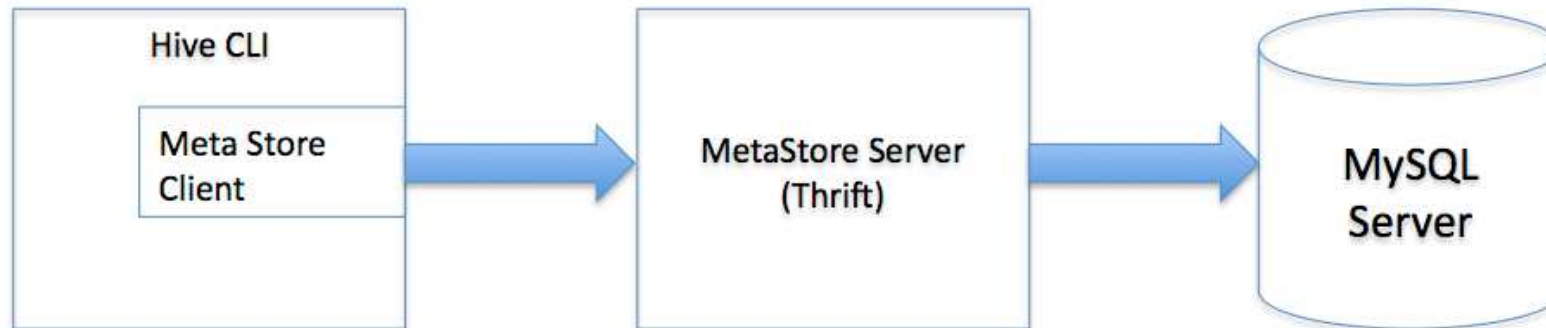 Hive CLI
Meta Store
Client
MetaStore Server
(Thrift)
MySQL
Server